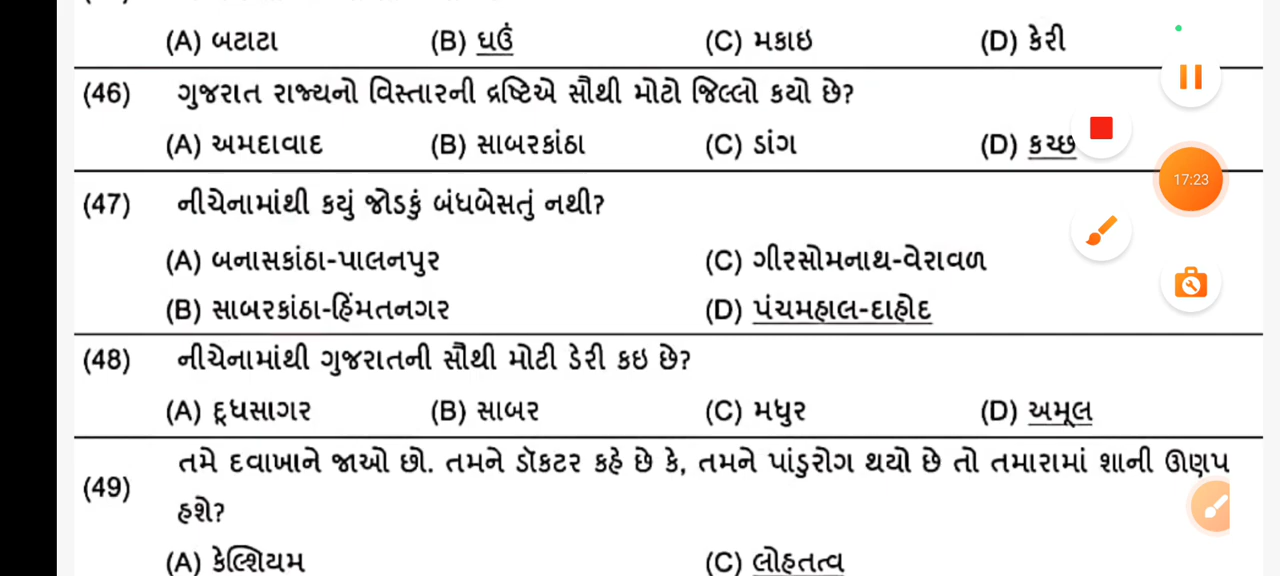 (A) બટાટા (B) ઘઉં (C) મકાઇ (D) કેરી
(46) ગુજરાત રાજ્યનો વિસ્તારની દ્રષ્ટિએ સૌથી મોટો જિલ્લો કયો છે?
(A) અમદાવાદ (B) સાબરકાંઠા (C) ડાંગ (D) કચ્છ
17:23
(47) નીચેનામાંથી કયું જોડકું બંધબેસતું નથી?
(A) બનાસકાંઠા-પાલનપુર (C) ગીરસોમનાથ-વેરાવળ
(B) સાબરકાંઠા-હિંમતનગર (D) પંચમહાલ-દાહોદ
(48) નીચેનામાંથી ગુજરાતની સૌથી મોટી ડેરી કઇ છે?
(A) દૂધસાગર (B) સાબર (C) મધુર (D) અમૂલ
(49) તમે દવાખાને જાઓ છો. તમને ડૉકટર કહે છે કે, તમને પાંડુરોગ થયો છે તો તમારામાં શાની ઊણપ
હશે?
(A) કેલ્શિયમ (C) લોહતત્વ